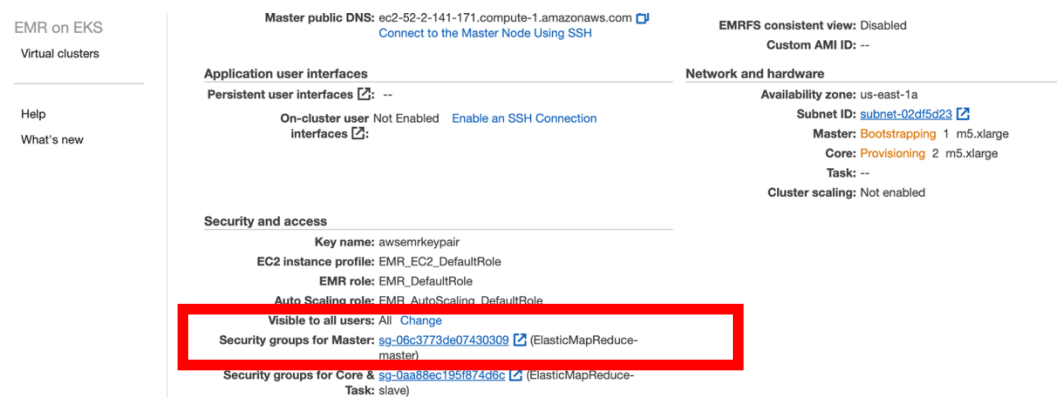 EMR on EKS
Virtual clusters
Help
What's new
Master public DNS: ec2-52-2-141-171.compute-1.amazonaws.com
Connect to the Master Node Using SSH
Application user interfaces
Persistent user interfaces : --
On-cluster user Not Enabled Enable an SSH Connection
interfaces :
Security and access
Key name: awsemrkeypair
EC2 instance profile: EMR_EC2_DefaultRole
EMR role: EMR_DefaultRole
Auto Scaling role: EMR_AutoScaling_DefaultRole
Visible to all users: All Change
Security groups for Master: sg-06c3773de07430309 (ElasticMapReduce-
master)
Security groups for Core & sg-0aa88ec195f874d6c (ElasticMapReduce-
Task: slave)
EMRFS consistent view: Disabled
Custom AMI ID: --
Network and hardware
Availability zone: us-east-1a
Subnet ID: subnet-02df5d23
Master: Bootstrapping 1 m5.xlarge
Core: Provisioning 2 m5.xlarge
Task: --
Cluster scaling: Not enabled